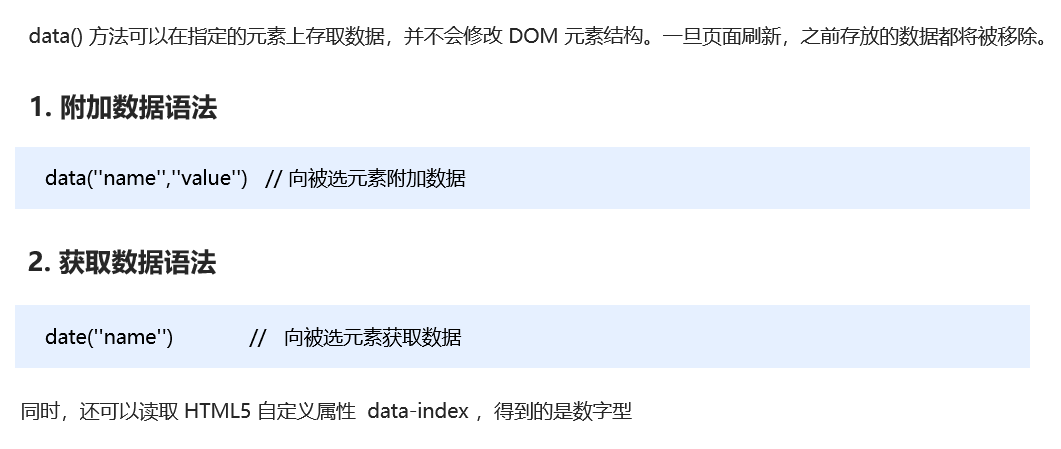 data() 方法可以在指定的元素上存取数据，并不会修改 DOM 元素结构。一旦页面刷新，之前存放的数据都将被移除。
1. 附加数据语法
data(''name'',''value'') // 向被选元素附加数据
2. 获取数据语法
date(''name'') // 向被选元素获取数据
同时，还可以读取 HTML5 自定义属性 data-index ，得到的是数字型